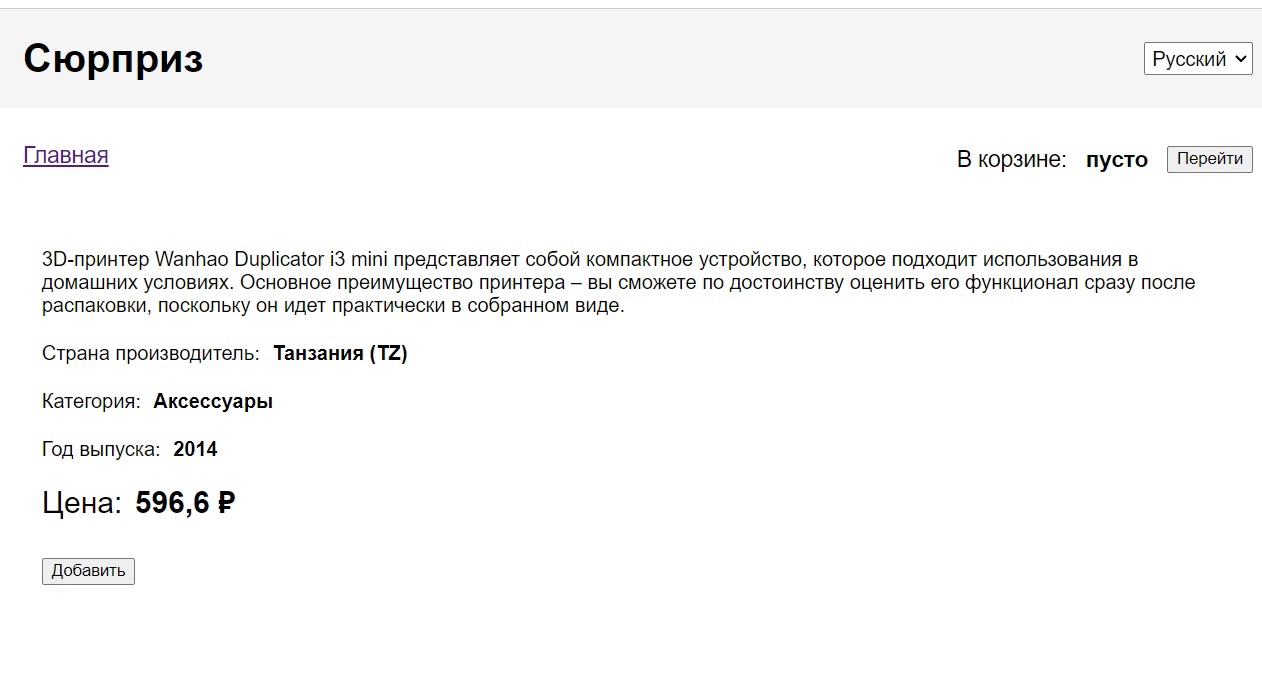 Сюрприз
Русский
Главная
В корзине: пусто Перейти
3D-принтер Wanhao Duplicator i3 mini представляет собой компактное устройство, которое подходит использования в
домашних условиях. Основное преимущество принтера – вы сможете по достоинству оценить его функционал сразу после
распаковки, поскольку он идет практически в собранном виде.
Страна производитель: Танзания (TZ)
Категория: Аксессуары
Год выпуска: 2014
Цена: 596,6 ₽
Добавить